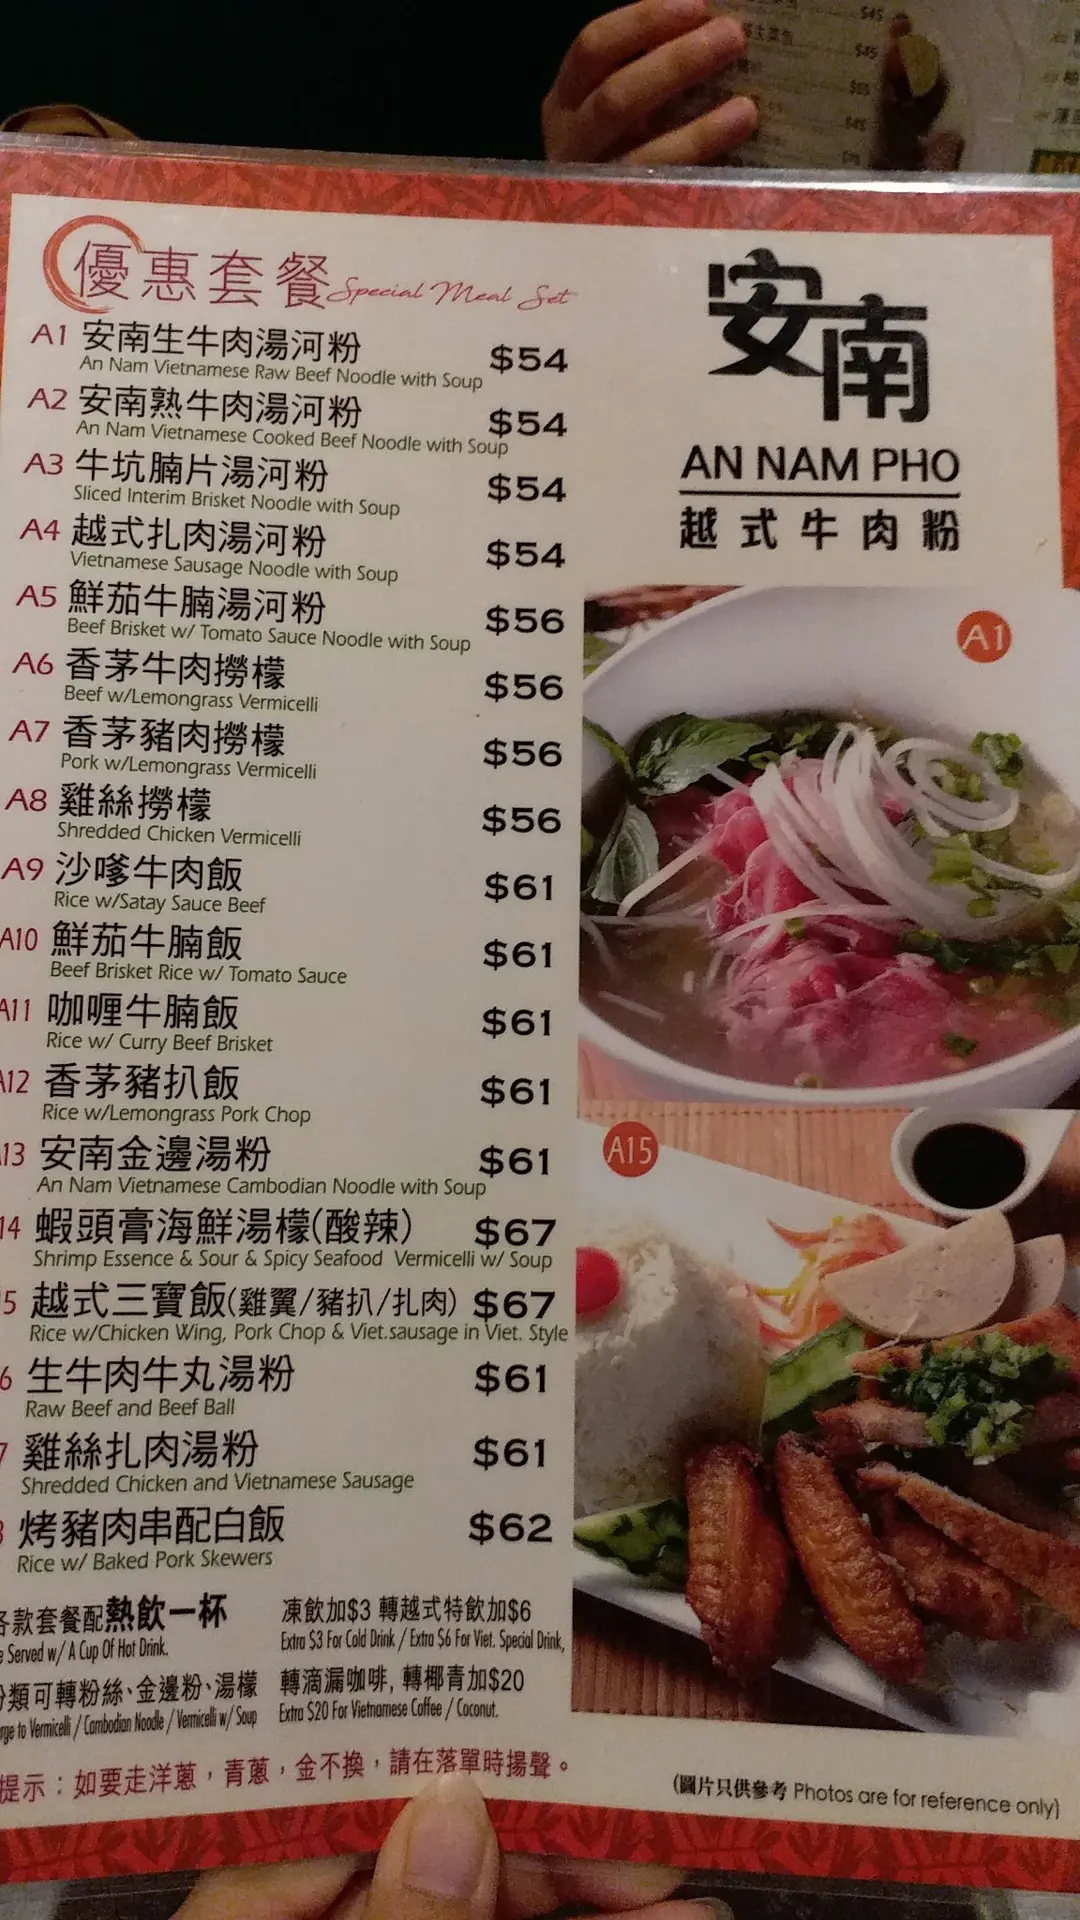 優惠套餐 Special Meal Set
A1 安南生牛肉湯河粉 $54
An Nam Vietnamese Raw Beef Noodle with Soup
A2 安南熟牛肉湯河粉 $54
An Nam Vietnamese Cooked Beef Noodle with Soup
A3 牛坑腩片湯河粉 $54
Sliced Interim Brisket Noodle with Soup
A4 越式扎肉湯河粉 $54
Vietnamese Sausage Noodle with Soup
A5 鮮茄牛腩湯河粉 $56
Beef Brisket w/ Tomato Sauce Noodle with Soup
A6 香茅牛肉撈檬 $56
Beef w/Lemongrass Vermicelli
A7 香茅豬肉撈檬 $56
Pork w/Lemongrass Vermicelli
A8 雞絲撈檬 $56
Shredded Chicken Vermicelli
A9 沙嗲牛肉飯 $61
Rice w/Satay Sauce Beef
A10 鮮茄牛腩飯 $61
Beef Brisket Rice w/ Tomato Sauce
A11 咖喱牛腩飯 $61
Rice w/ Curry Beef Brisket
A12 香茅豬扒飯 $61
Rice w/Lemongrass Pork Chop
13 安南金邊湯粉 $61
An Nam Vietnamese Cambodian Noodle with Soup
14 蝦頭膏海鮮湯檬(酸辣) $67
Shrimp Essence & Sour & Spicy Seafood Vermicelli w/ Soup
5 越式三寶飯(雞翼/豬扒/扎肉) $67
Rice w/Chicken Wing, Pork Chop & Viet.sausage in Viet. Style
6 生牛肉牛丸湯粉 $61
Raw Beef and Beef Ball
7 雞絲扎肉湯粉 $61
Shredded Chicken and Vietnamese Sausage
8 烤豬肉串配白飯 $62
Rice w/ Baked Pork Skewers
各款套餐配熱飲一杯
Served w/ A Cup Of Hot Drink.
類可轉粉絲、金邊粉、湯檬
to Vermicelli / Cambodian Noodle / Vermicelli w/ Soup
凍飲加$3 轉越式特飲加$6
Extra $3 For Cold Drink / Extra $6 For Viet. Special Drink,
轉滴漏咖啡, 轉椰青加$20
Extra $20 For Vietnamese Coffee / Coconut.
提示：如要走洋蔥，青蔥，金不換，請在落單時揚聲。
安南
AN NAM PHO
越式牛肉粉
A1
A15
(圖片只供參考 Photos are for reference only)
$45
$45